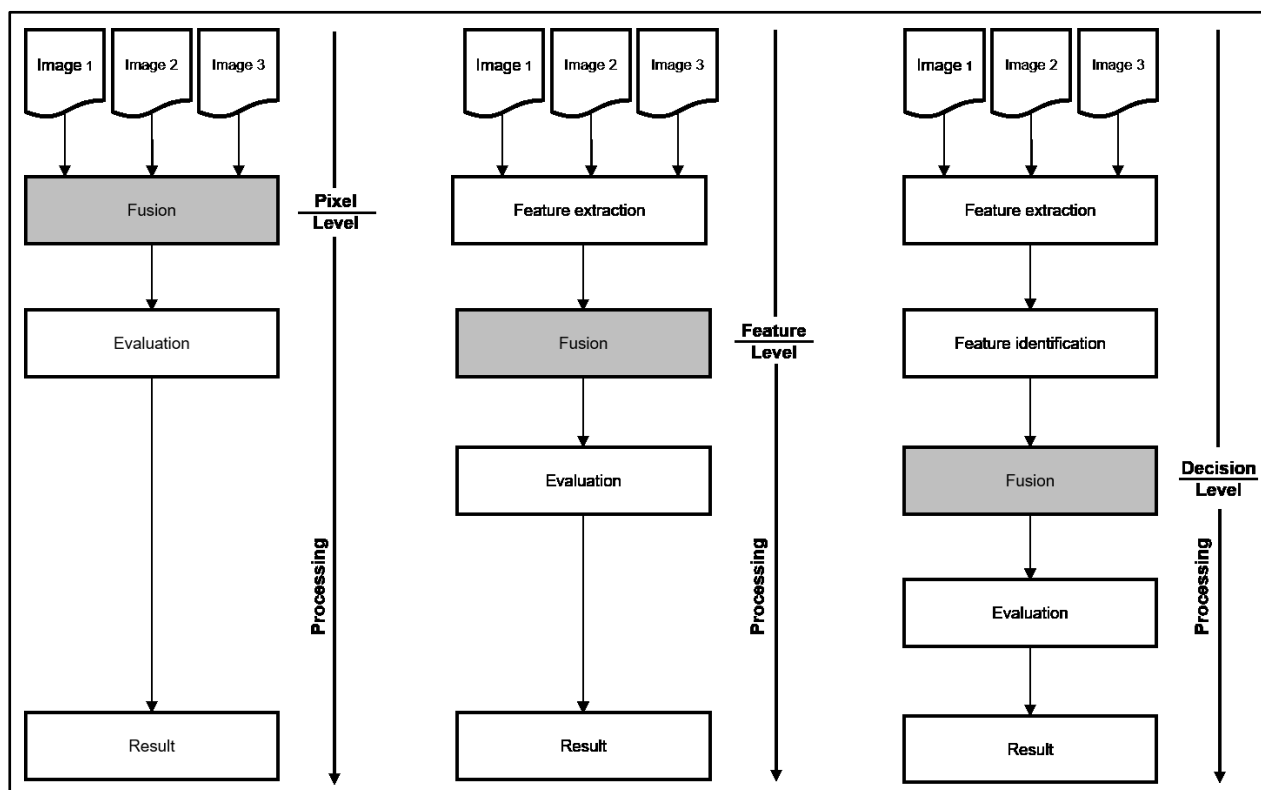 Image 1
Image 2
Image 3
Fusion
Evaluation
Result
Pixel
Level
Processing
Image 1
Image 2
Image 3
Feature extraction
Fusion
Evaluation
Result
Feature
Level
Processing
Image 1
Image 2
Image 3
Feature extraction
Feature identification
Fusion
Evaluation
Result
Decision
Level
Processing